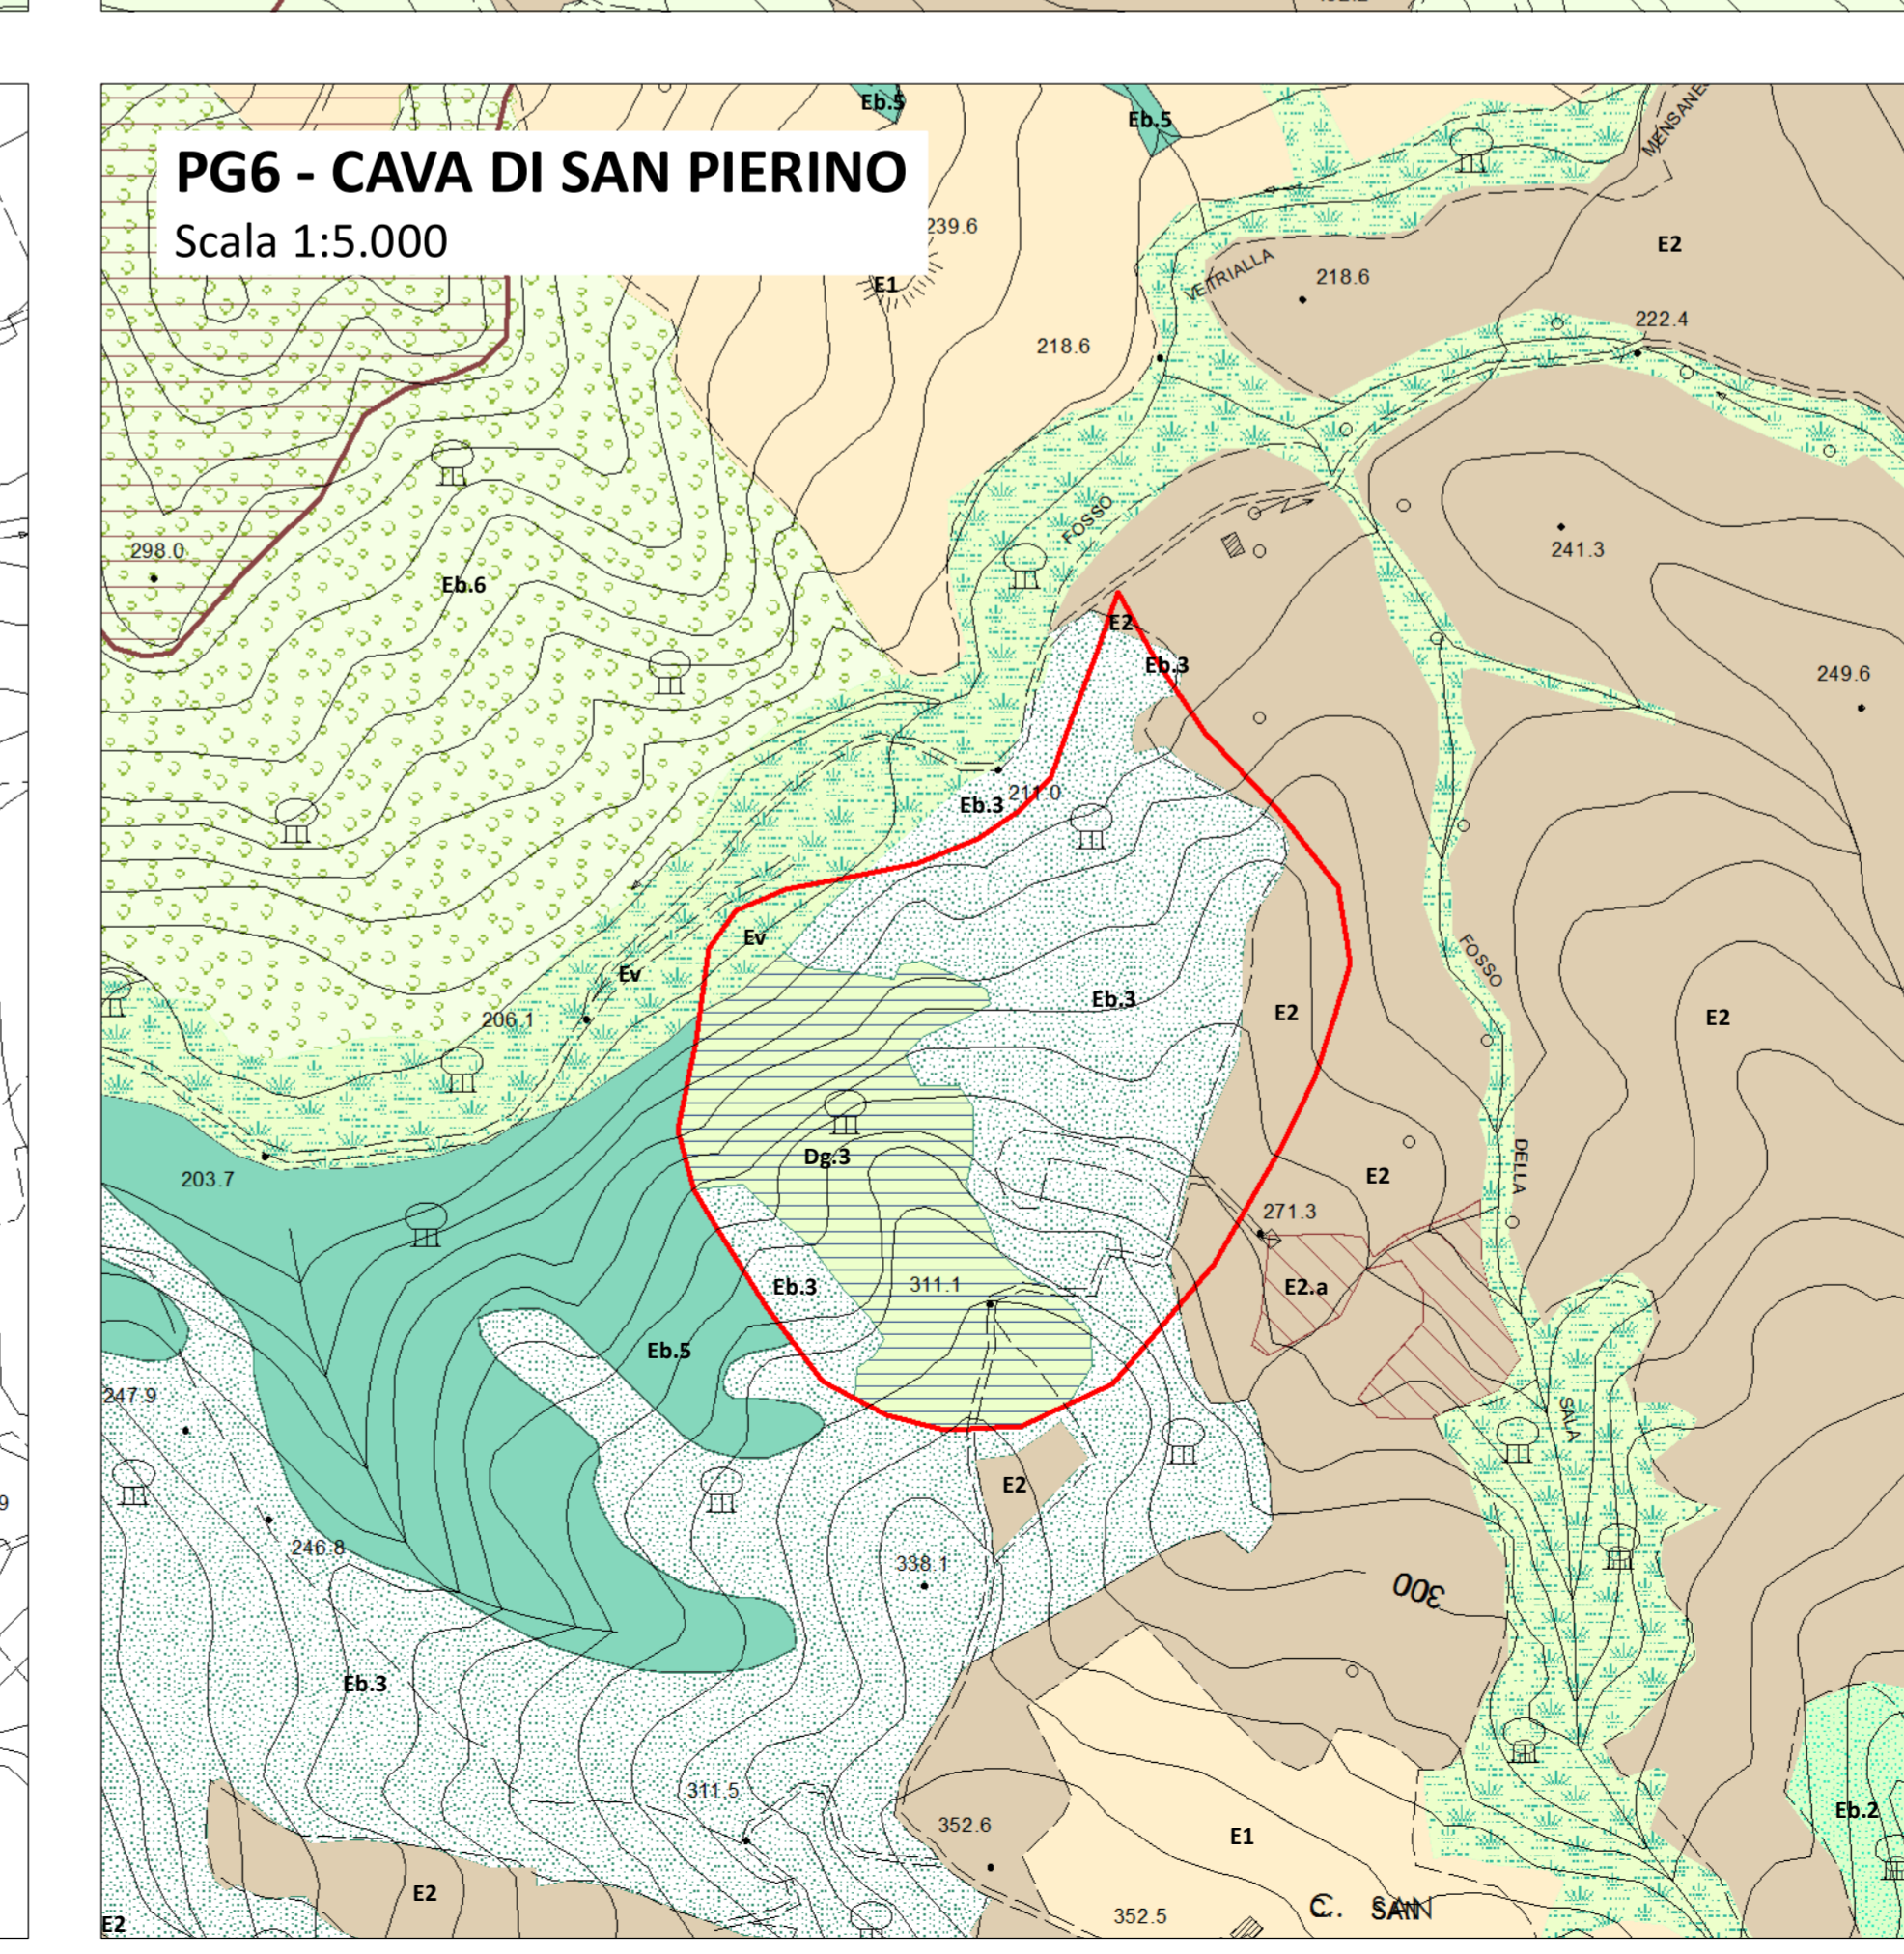 Eb.5
Eb.5
MENSANE
PG6 - CAVA DI SAN PIERINO
Scala 1:5.000
239.6
E2
VETRIALLA
218.6
E1
222.4
218.6
FOSSO
298.0
241.3
Eb.6
E2
Eb.3
249.6
Eb.3
211.0
Ev
FOSSO
Ev
Eb.3
E2
E2
206.1
Dg.3
DELLA
203.7
E2
271.3
Eb.3
311.1
E2.a
Eb.5
247.9
SALA
E2
9
246.8
338.1
300
Eb.3
311.5
352.6
E1
Eb.2
E2
352.5
C. SAN
E2